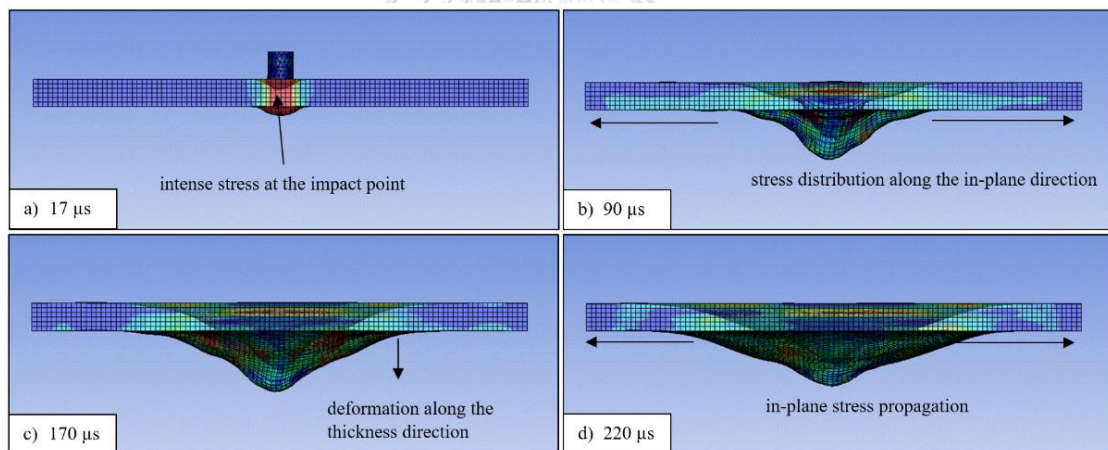 intense stress at the impact point
a) 17 µs
stress distribution along the in-plane direction
b) 90 µs
deformation along the
thickness direction
c) 170 µs
in-plane stress propagation
d) 220 µs